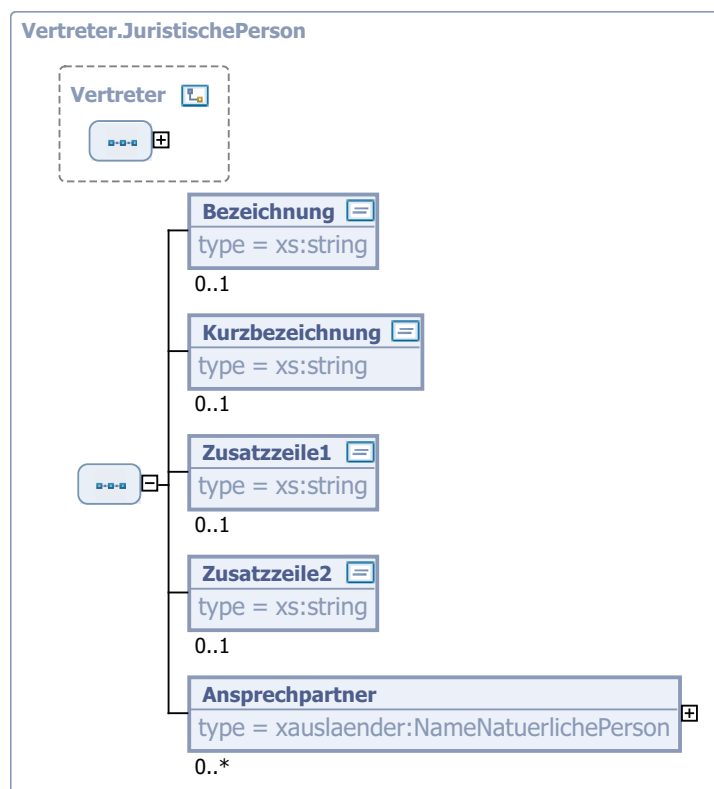 Vertreter.JuristischePerson
Vertreter
Bezeichnung
type = xs:string
0..1
Kurzbezeichnung
type = xs:string
0..1
Zusatzzeile1
type = xs:string
0..1
Zusatzzeile2
type = xs:string
0..1
Ansprechpartner
type = xauslaender:NameNatuerlichePerson
0..*